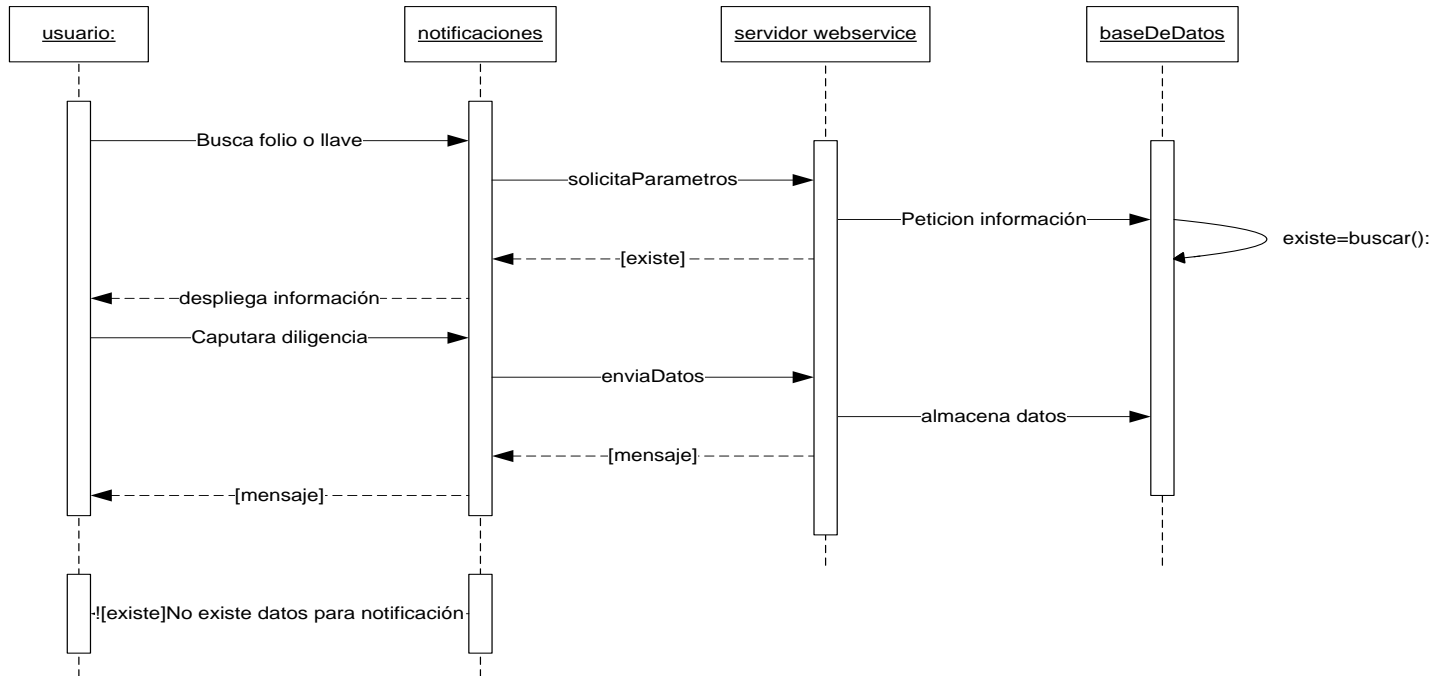 usuario:
notificaciones
servidor webservice
baseDeDatos
Busca folio o llave
solicitaParametros
Peticion información
existe=buscar():
[existe]
despliega información
Caputara diligencia
enviaDatos
almacena datos
[mensaje]
[mensaje]
![existe]No existe datos para notificación